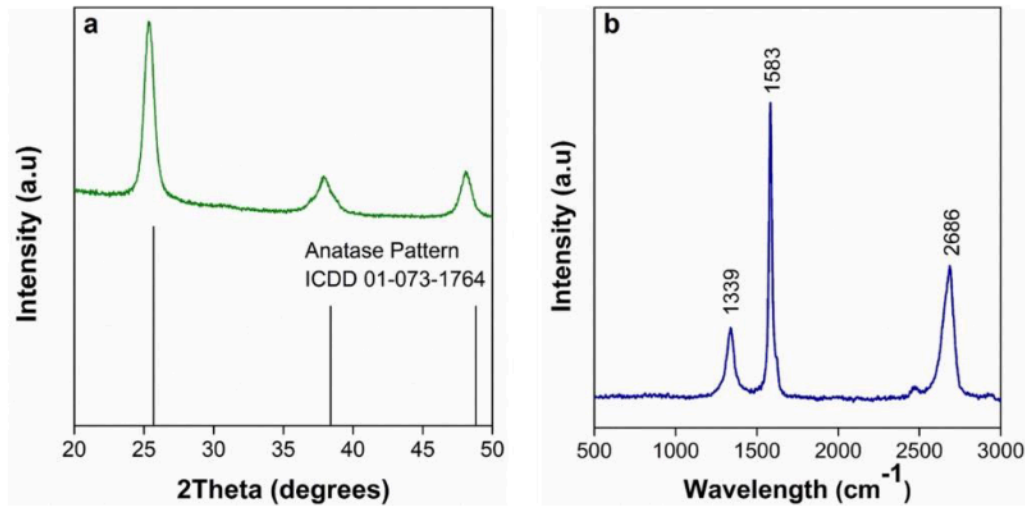 a
Intensity (a.u)
Anatase Pattern
ICDD 01-073-1764
20 25 30 35 40 45 50
2Theta (degrees)
b
Intensity (a.u)
1339
1583
2686
500 1000 1500 2000 2500 3000
Wavelength (cm-1)